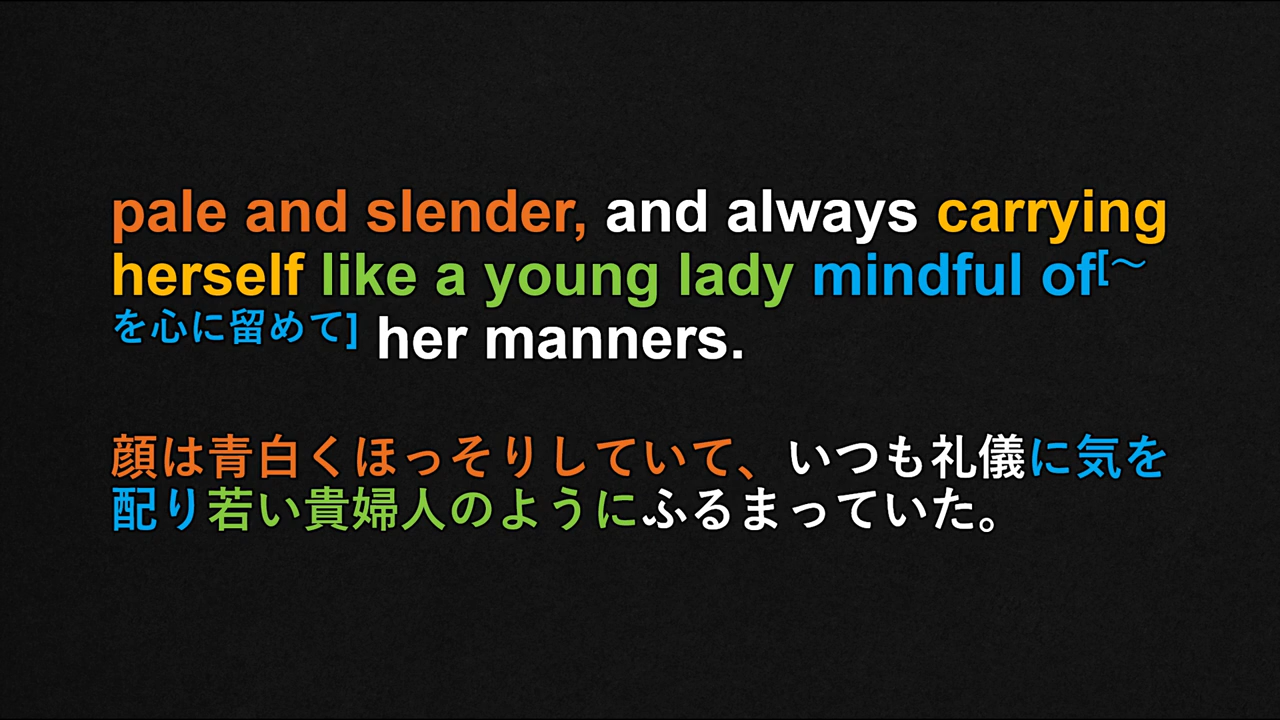 pale and slender, and always carrying
herself like a young lady mindful of[～
を心に留めて] her manners.
顔は青白くほっそりしていて、いつも礼儀に気を
配り若い貴婦人のようにふるまっていた。